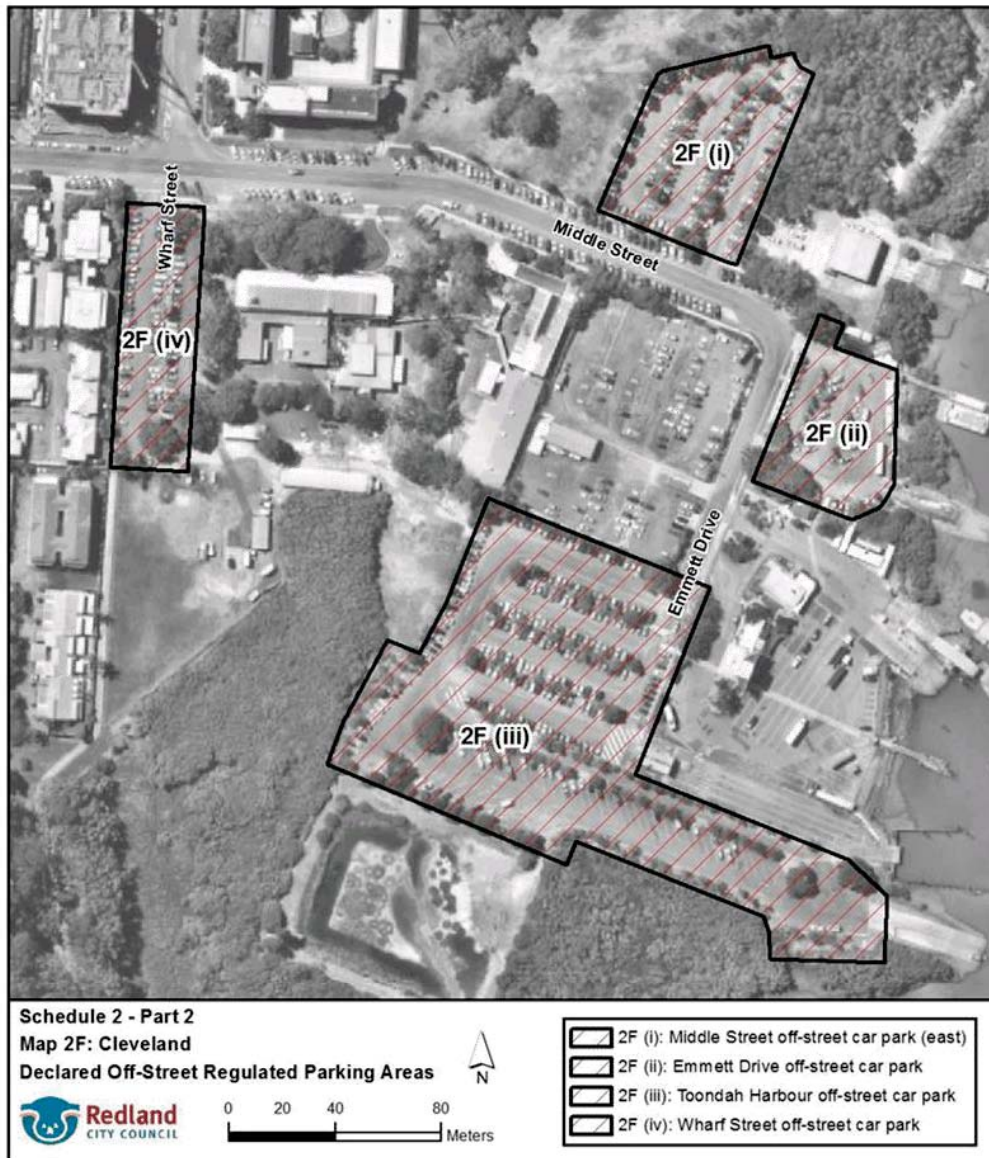 2F (i)
Wharf Street
Middle Street
2F (iv)
2F (ii)
Emmett Drive
2F (iii)
Schedule 2 - Part 2
Map 2F: Cleveland
Declared Off-Street Regulated Parking Areas
N
Redland
CITY COUNCIL
0 20 40 80
Meters
2F (i): Middle Street off-street car park (east)
2F (ii): Emmett Drive off-street car park
2F (iii): Toondah Harbour off-street car park
2F (iv): Wharf Street off-street car park